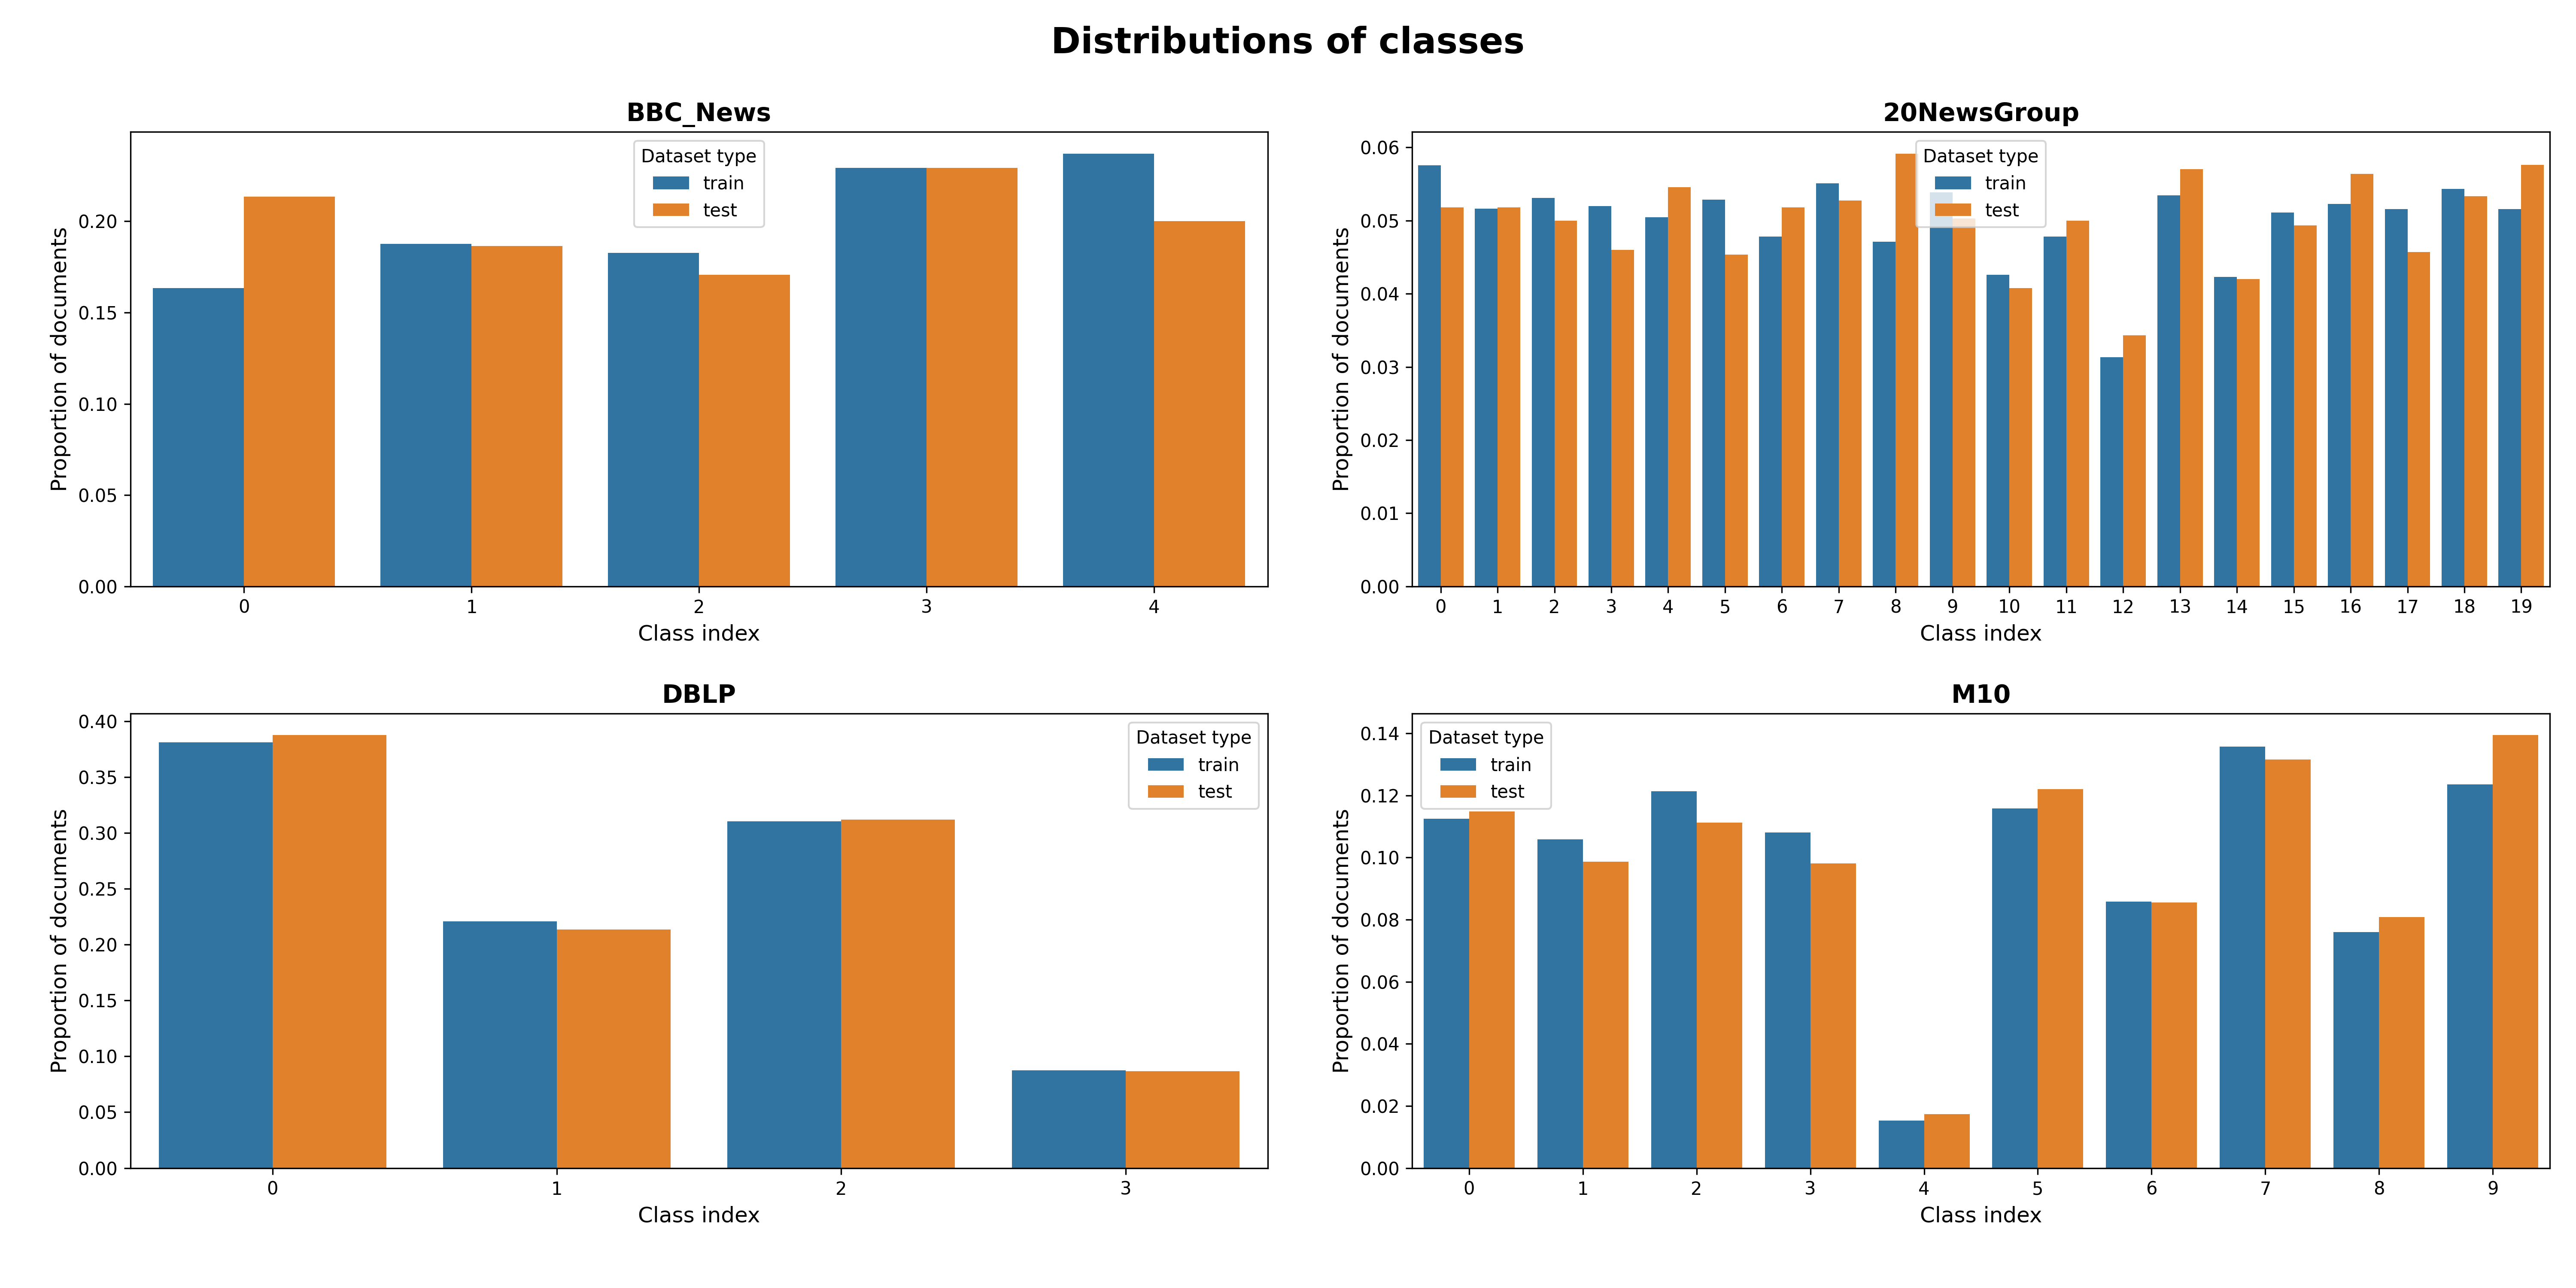 Distributions of classes
BBC_News
Dataset type
train
test
0.20
0.15
0.10
0.05
0.00
Proportion of documents
0 1 2 3 4
Class index
20NewsGroup
Dataset type
train
test
0.06
0.05
0.04
0.03
0.02
0.01
0.00
Proportion of documents
0 1 2 3 4 5 6 7 8 9 10 11 12 13 14 15 16 17 18 19
Class index
DBLP
Dataset type
train
test
0.40
0.35
0.30
0.25
0.20
0.15
0.10
0.05
0.00
Proportion of documents
0 1 2 3
Class index
M10
Dataset type
train
test
0.14
0.12
0.10
0.08
0.06
0.04
0.02
0.00
Proportion of documents
0 1 2 3 4 5 6 7 8 9
Class index